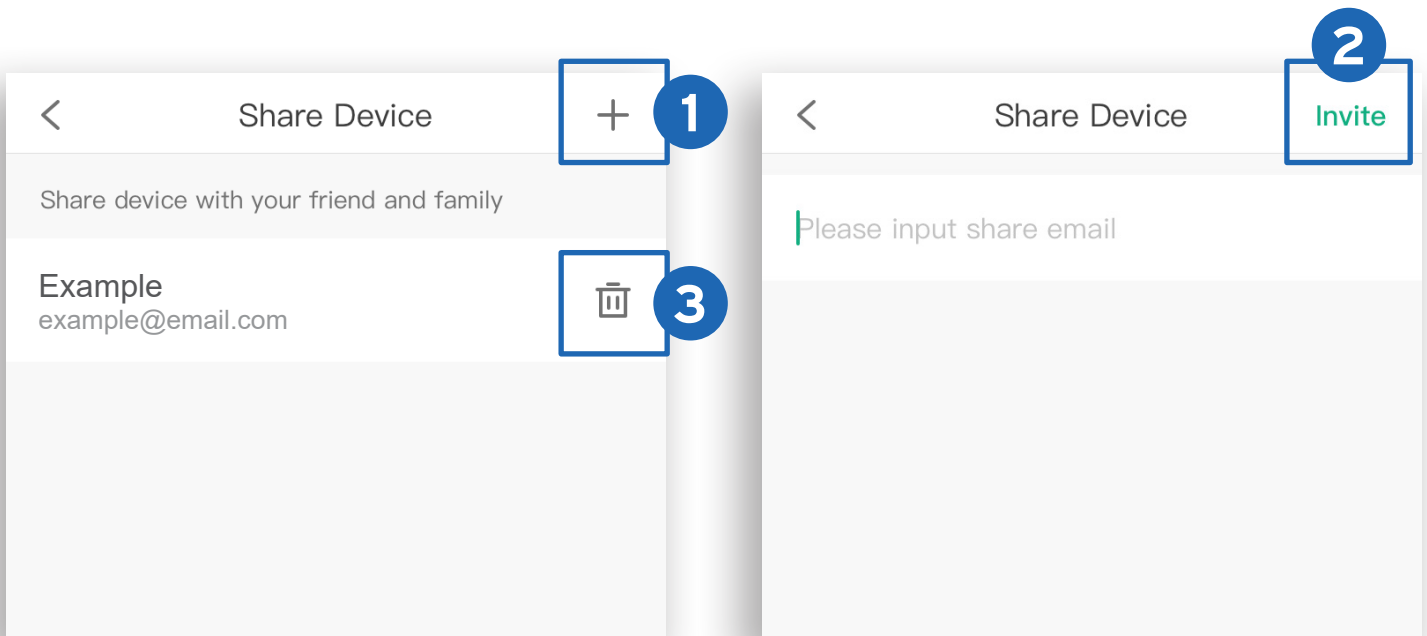 Share Device
1
Share device with your friend and family
Example
example@email.com
3
2
Share Device
Invite
Please input share email